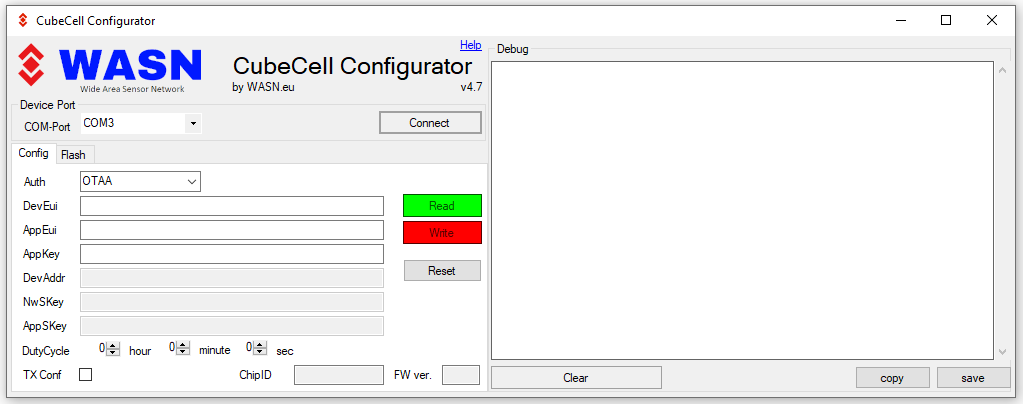 CubeCell Configurator
WASN
Wide Area Sensor Network
Help
CubeCell Configurator
by WASN.eu
v4.7
Device Port
COM-Port
COM3
Connect
Config
Flash
Auth
OTAA
DevEui
Read
AppEui
Write
AppKey
DevAddr
Reset
NwSKey
AppSKey
DutyCycle
0
hour
0
minute
0
sec
TX Conf
ChipID
FW ver.
Debug
Clear
copy
save